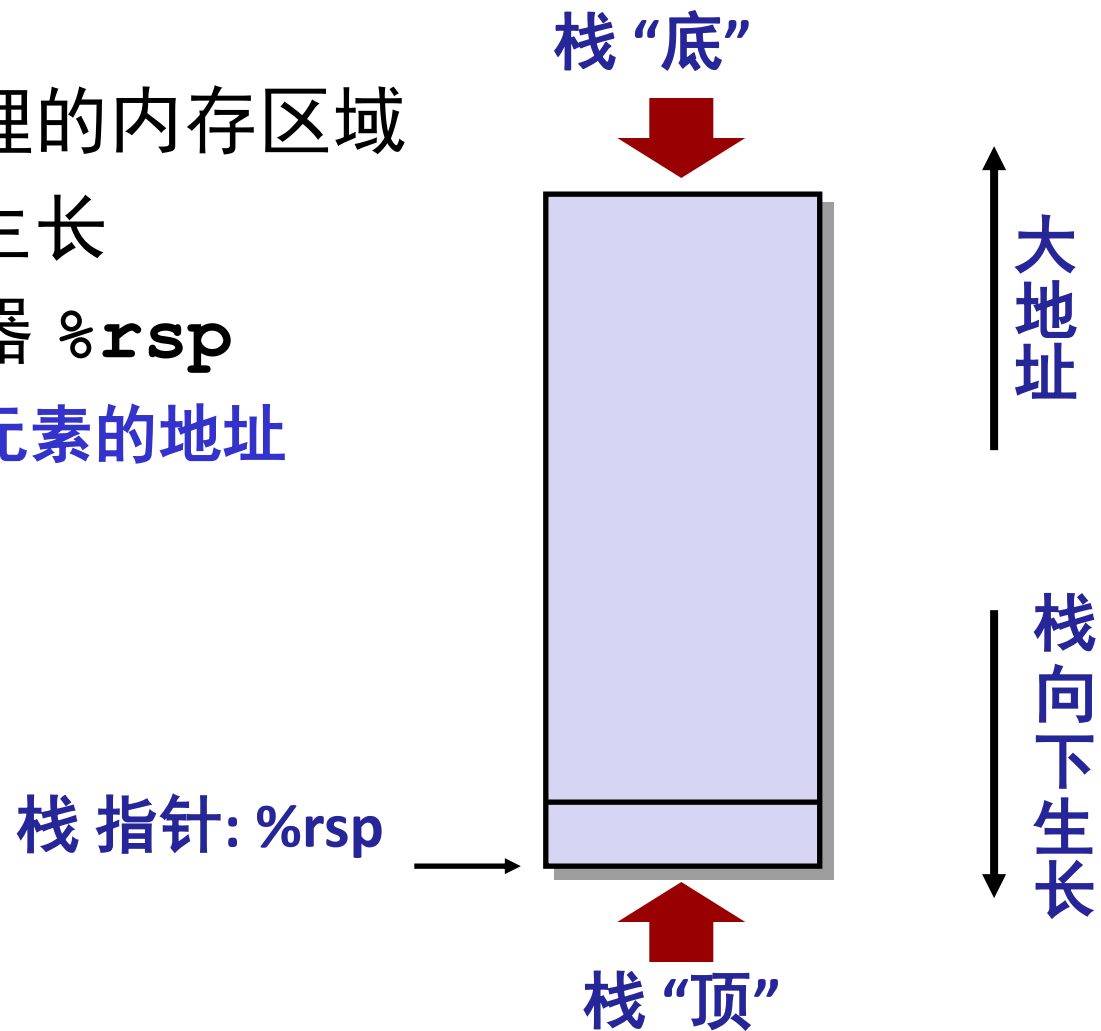 栈 “底”
理的内存区域
生长
器 %rsp
元素的地址
大地址
栈向下生长
栈 指针: %rsp
栈 “顶”